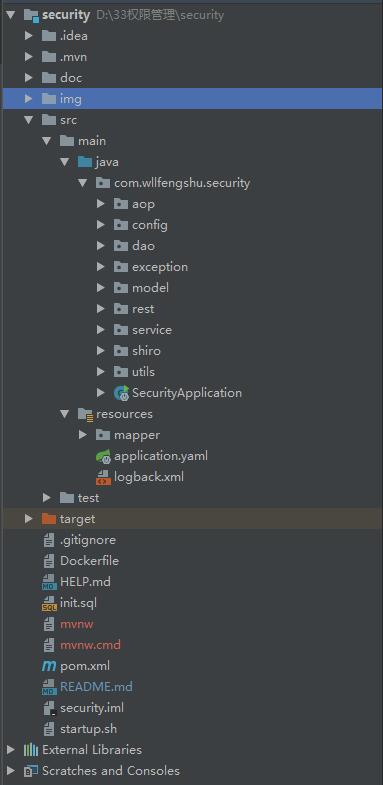 security D:\33权限管理\security
.idea
.mvn
doc
img
src
main
java
com.wllfengshu.security
aop
config
dao
exception
model
rest
service
shiro
utils
SecurityApplication
resources
mapper
application.yaml
logback.xml
test
target
.gitignore
Dockerfile
HELP.md
init.sql
mvnw
mvnw.cmd
pom.xml
README.md
security.iml
startup.sh
External Libraries
Scratches and Consoles